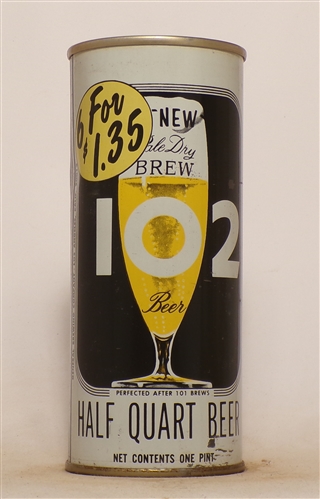 6 For
$1.35
NEW
Pale Dry
BREW
102
Beer
PERFECTED AFTER 101 BREWS
HALF QUART BEER
NET CONTENTS ONE PINT